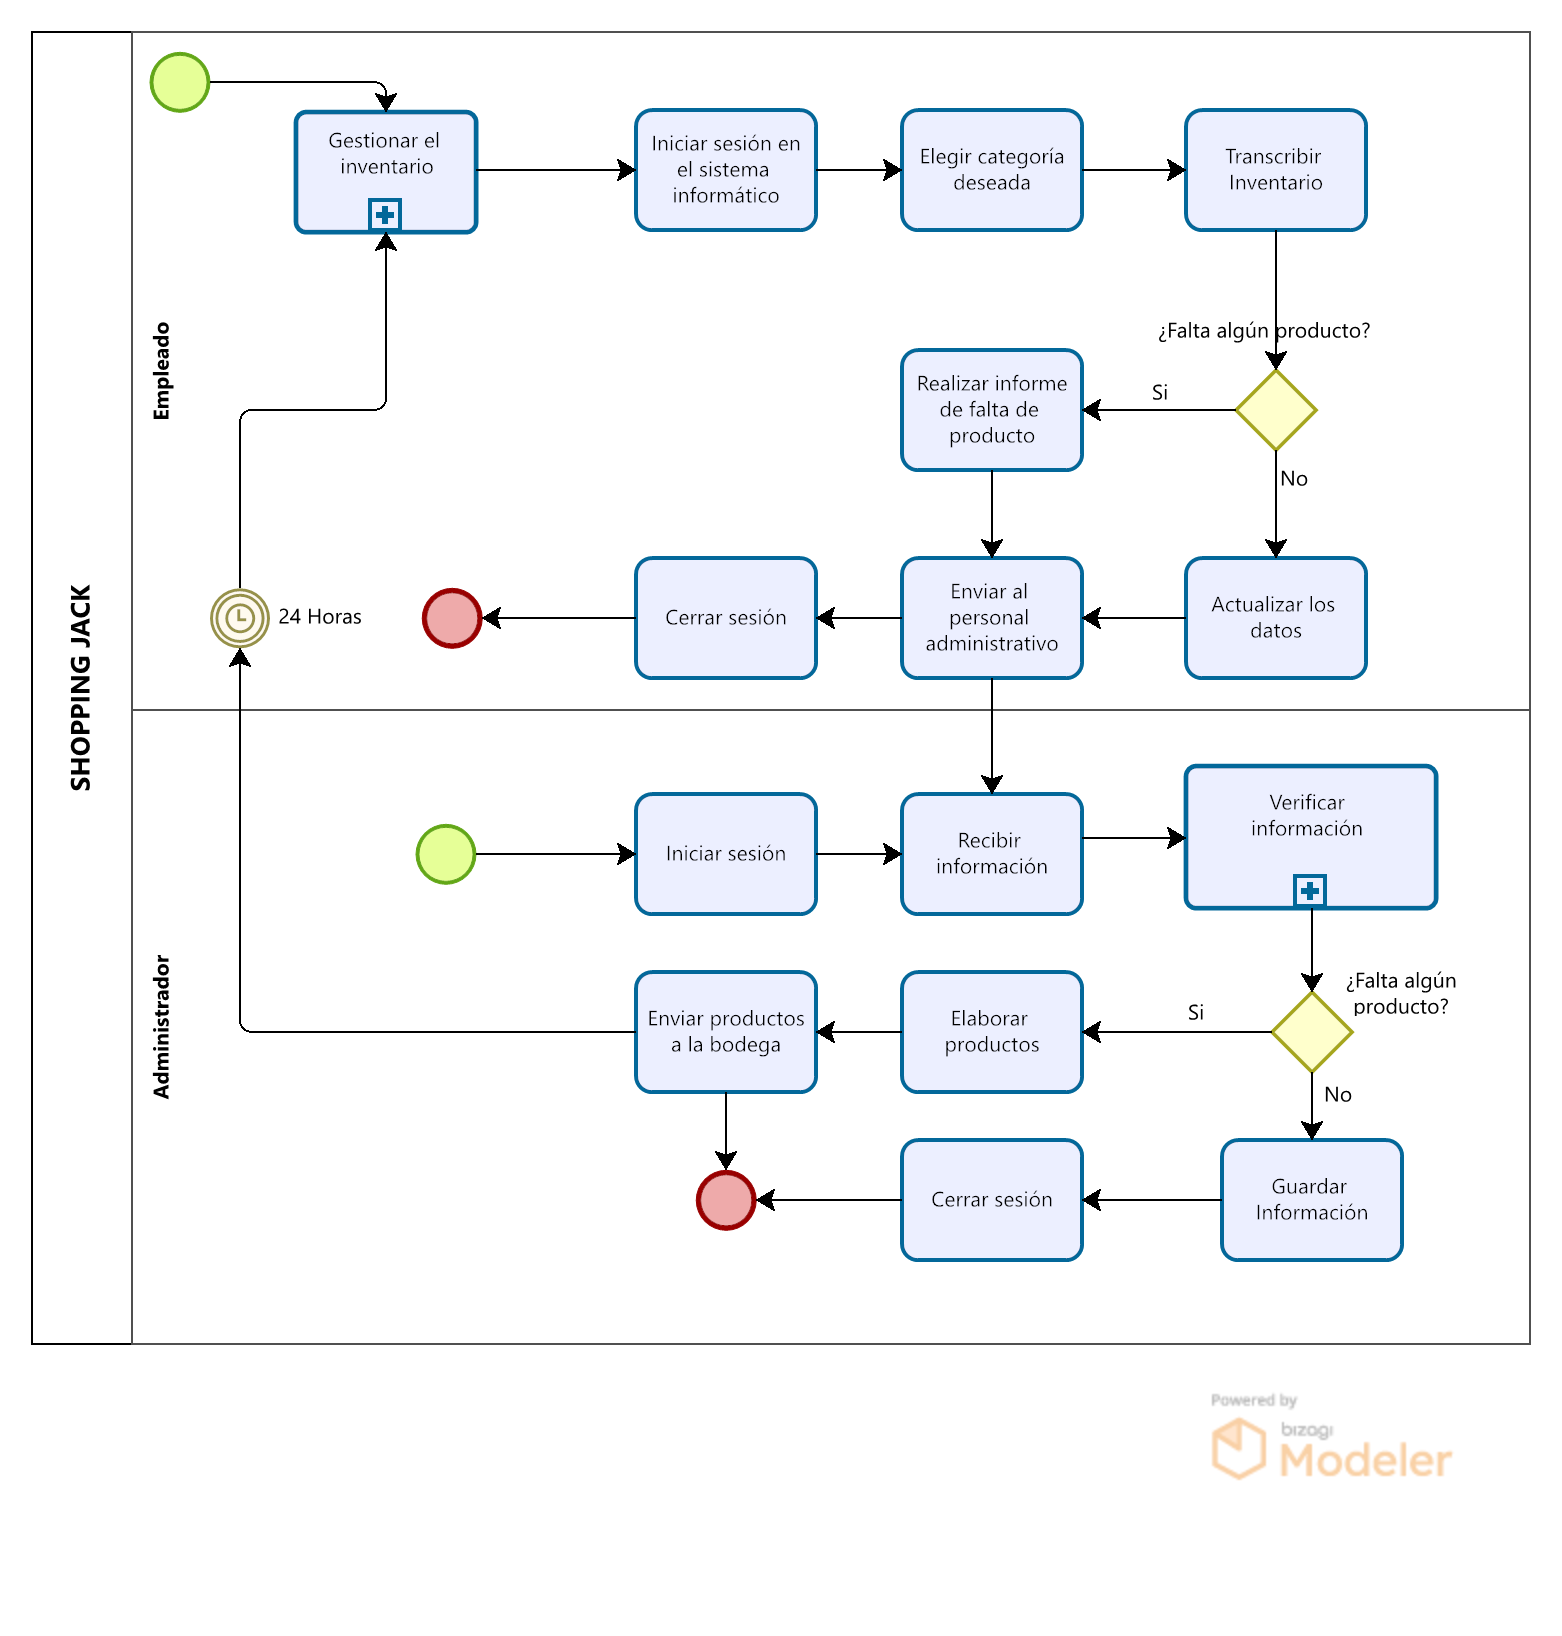 SHOPPING JACK
Empleado
Gestionar el
inventario
Iniciar sesión en
el sistema
informático
Elegir categoría
deseada
Transcribir
Inventario
¿Falta algún producto?
Si
No
Realizar informe
de falta de
producto
24 Horas
Cerrar sesión
Enviar al
personal
administrativo
Actualizar los
datos
Administrador
Iniciar sesión
Recibir
información
Verificar
información
¿Falta algún
producto?
Si
No
Enviar productos
a la bodega
Elaborar
productos
Cerrar sesión
Guardar
Información
Powered by
bizagi
Modeler